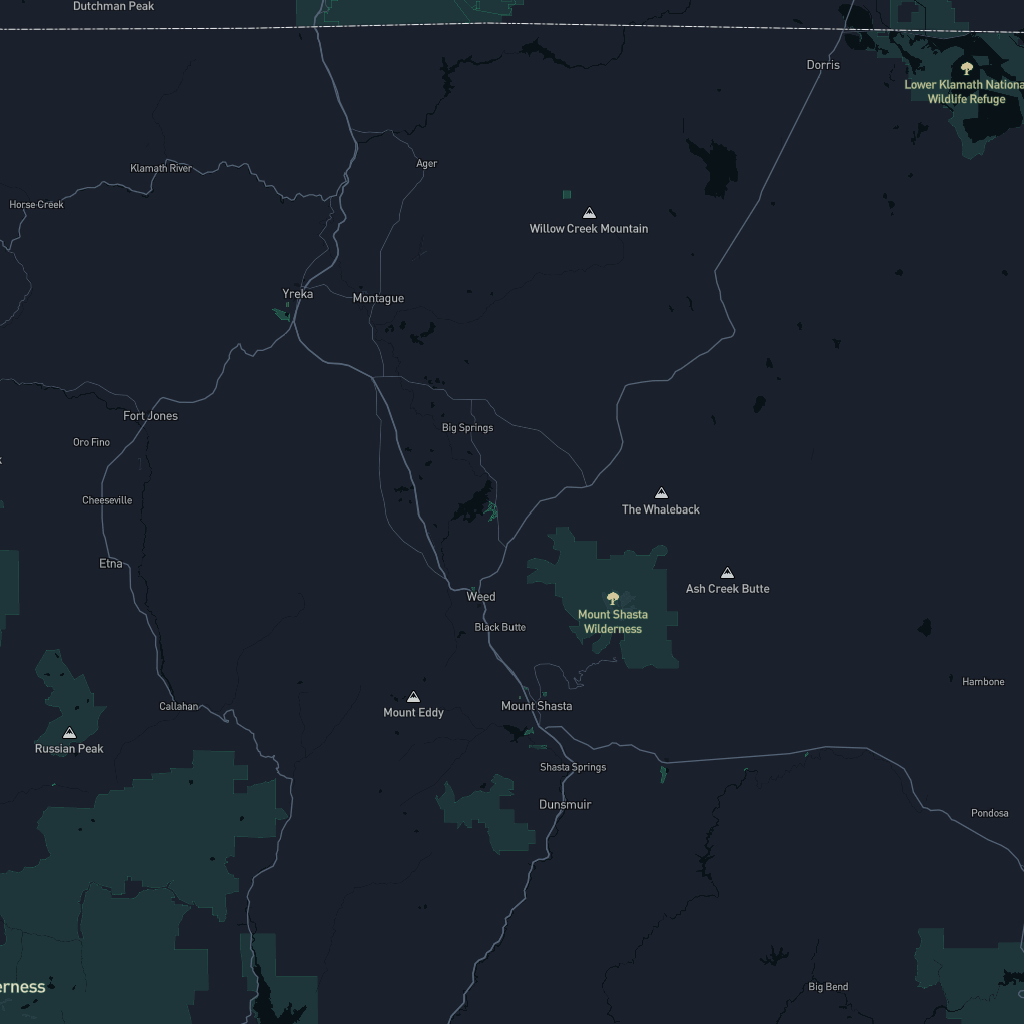 Dutchman Peak
Dorris
Lower Klamath Nationa
Wildlife Refuge
Ager
Klamath River
Horse Creek
Willow Creek Mountain
Yreka
Montague
Fort Jones
Big Springs
Oro Fino
Cheeseville
The Whaleback
Etna
Ash Creek Butte
Weed
Mount Shasta
Wilderness
Black Butte
Hambone
Callahan
Mount Shasta
Mount Eddy
Russian Peak
Shasta Springs
Dunsmuir
Pondosa
erness
Big Bend